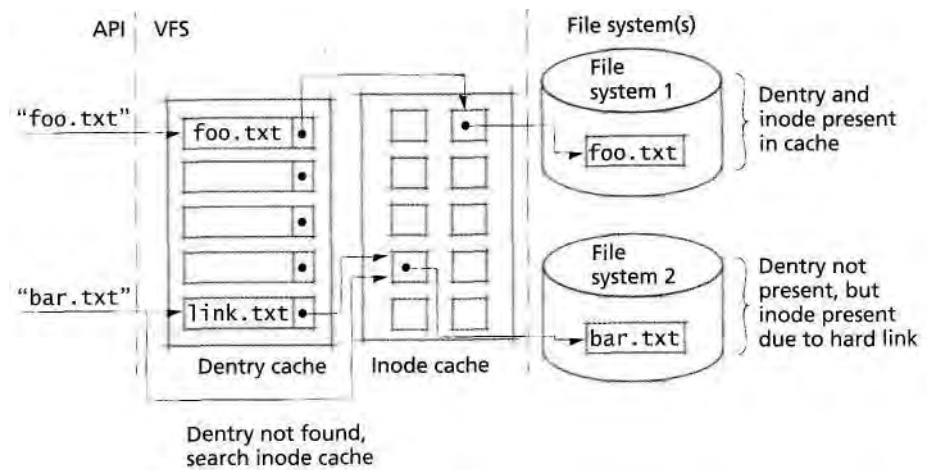 API
VFS
File system(s)
File
system 1
"foo.txt"
foo.txt
foo.txt
Dentry and
inode present
in cache
File
system 2
"bar.txt"
link.txt
bar.txt
Dentry not
present, but
inode present
due to hard link
Dentry cache
Inode cache
Dentry not found,
search inode cache